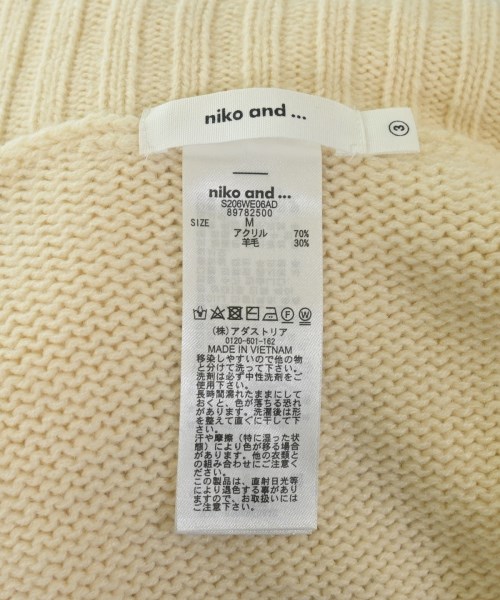 niko and ...
③
niko and ...
S206WE06AD
89782500
SIZE M
アクリル 70%
羊毛 30%
Ⓕ Ⓦ
(株)アダストリア
0120-601-162
MADE IN VIETNAM
移染しやすいので他の物
と分けて洗って下さい。
洗剤は必ず中性洗剤をご
使用下さい。
長時間濡れたままにして
おくと、色が落ちる恐れ
があります。洗濯後は形
を整えて直ぐに干して下
さい。
汗や摩擦(特に湿った状
態)により色が移る場合
があります。他の衣類と
の組み合わせにご注意く
ださい。
この製品は、直射日光等
により退色する事があり
ますので、お取扱いには
ご注意下さい。